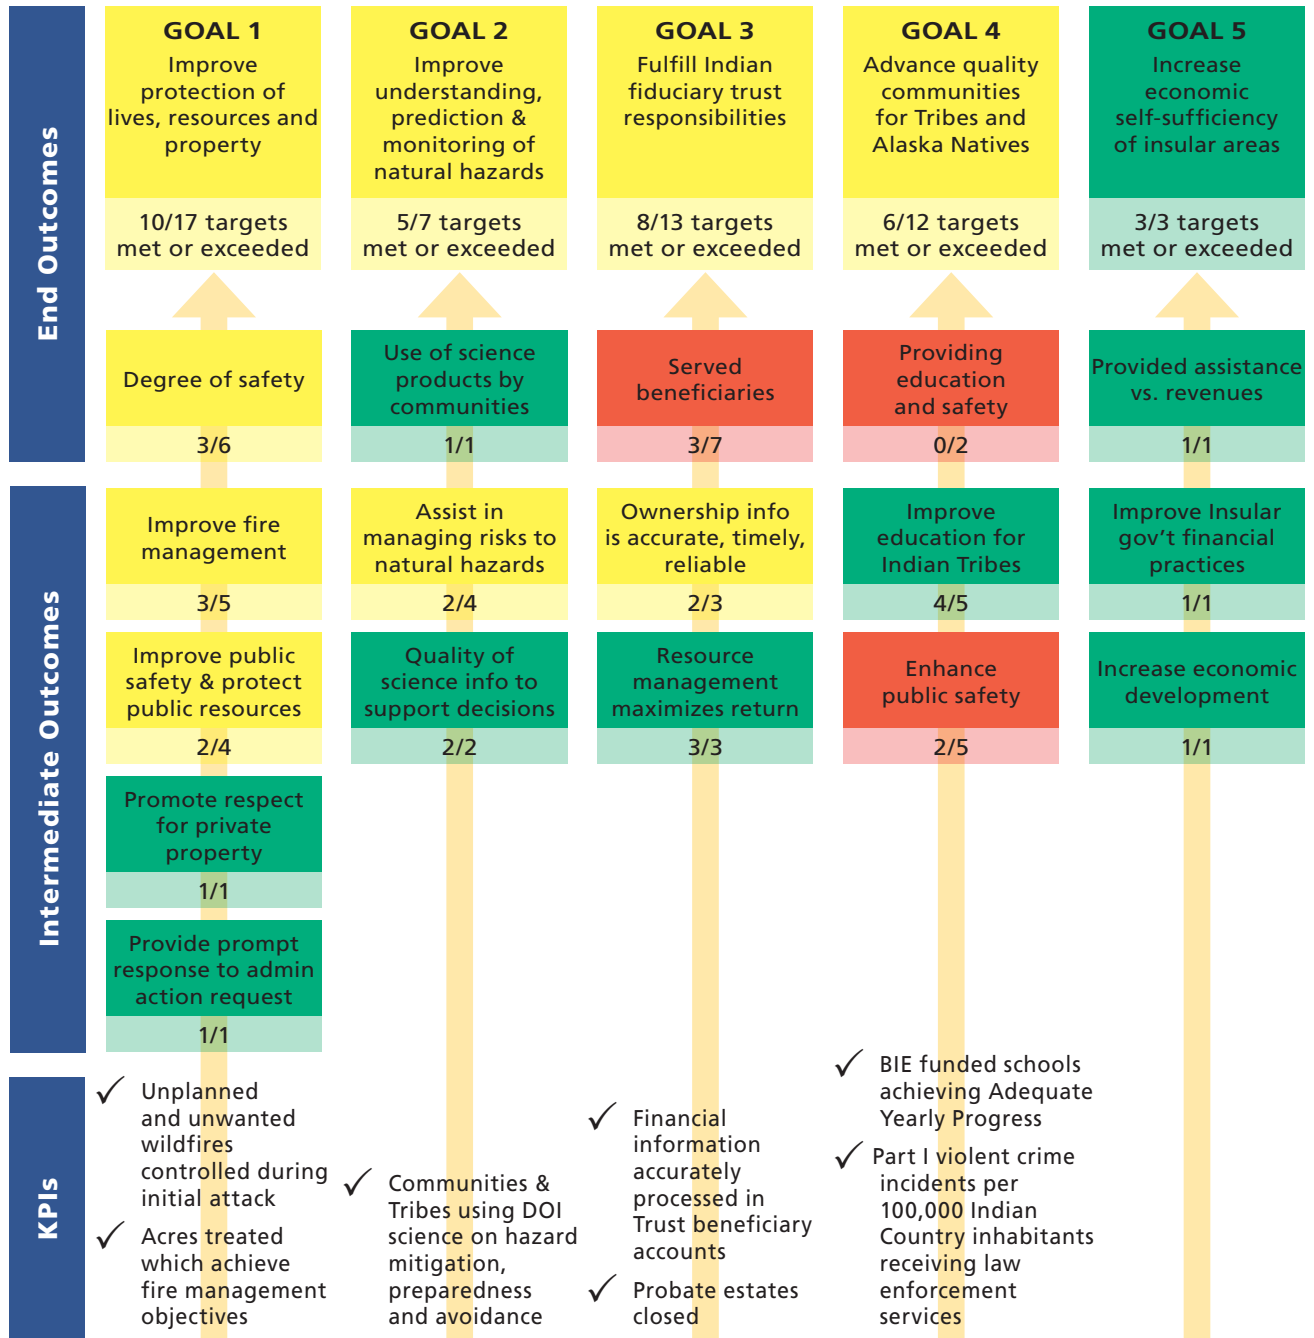 End Outcomes
GOAL 1
Improve
protection of
lives, resources and
property
10/17 targets
met or exceeded
GOAL 2
Improve
understanding,
prediction &
monitoring of
natural hazards
5/7 targets
met or exceeded
GOAL 3
Fulfill Indian
fiduciary trust
responsibilities
8/13 targets
met or exceeded
GOAL 4
Advance quality
communities
for Tribes and
Alaska Natives
6/12 targets
met or exceeded
GOAL 5
Increase
economic
self-sufficiency
of insular areas
3/3 targets
met or exceeded
Degree of safety
3/6
Use of science
products by
communities
1/1
Served
beneficiaries
3/7
Providing
education
and safety
0/2
Provided assistance
vs. revenues
1/1
Intermediate Outcomes
Improve fire
management
3/5
Assist in
managing risks to
natural hazards
2/4
Ownership info
is accurate, timely,
reliable
2/3
Improve
education for
Indian Tribes
4/5
Improve Insular
gov't financial
practices
1/1
Improve public
safety & protect
public resources
2/4
Quality of
science info to
support decisions
2/2
Resource
management
maximizes return
3/3
Enhance
public safety
2/5
Increase economic
development
1/1
Promote respect
for private
property
1/1
Provide prompt
response to admin
action request
1/1
KPIs
✓ Unplanned
and unwanted
wildfires
controlled during
initial attack
✓ Acres treated
which achieve
fire management
objectives
✓ Communities &
Tribes using DOI
science on hazard
mitigation,
preparedness
and avoidance
✓ Financial
information
accurately
processed in
Trust beneficiary
accounts
✓ Probate estates
closed
✓ BIE funded schools
achieving Adequate
Yearly Progress
✓ Part I violent crime
incidents per
100,000 Indian
Country inhabitants
receiving law
enforcement
services